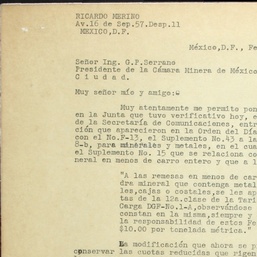 RICARDO MERINO
Av.16 de Sep.57.Desp.11
MEXICO,D.F.
México,D.F., Fe
Señor Ing. G.P.Serrano
Presidente de la Cámara Minera de México
C i u d a d.
Muy señor mío y amigo:
Muy atentamente me permito pon
en la Junta que tuvo verificativo hoy, e
de la Secretaría de Comunicaciones, entr
ción que aparecieron en la Orden del Día
con el No.F-13, el Suplemento No.43 a la
S-b, para minerales y metales, en el cua
el Suplemento No. 15 que se relaciona co
neral en menos de carro entero y que a l
"A las remesas en menos de car
dra mineral que contenga metal
les,cajas o costales,se les ap
tas de la 12a.clase de la Tari
Carga DGF-No.1-A,observándose
constan en la misma,siempre y
la responsabilidad de estos Fe
$10.00 por tonelada métrica."
La modificación que ahora se p
conservar las cuotas reducidas que rigen